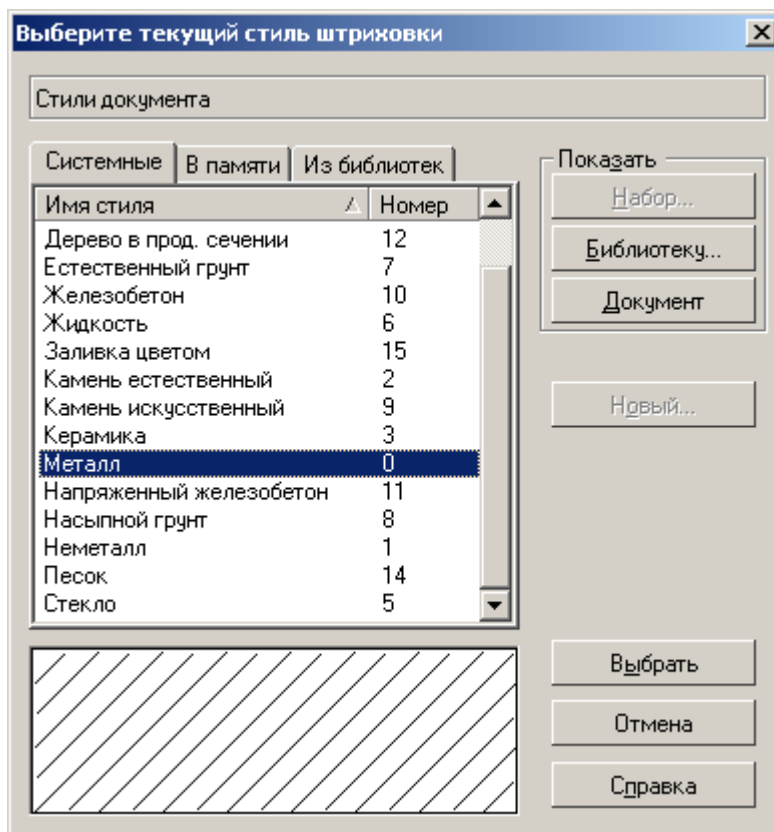 Выберите текущий стиль штриховки
Стили документа
Системные В памяти Из библиотек
Имя стиля Номер
Дерево в прод. сечении 12
Естественный грунт 7
Железобетон 10
Жидкость 6
Заливка цветом 15
Камень естественный 2
Камень искусственный 9
Керамика 3
Металл 0
Напряженный железобетон 11
Насыпной грунт 8
Неметалл 1
Песок 14
Стекло 5
Показать
Набор...
Библиотеку...
Документ
Новый...
Выбрать
Отмена
Справка